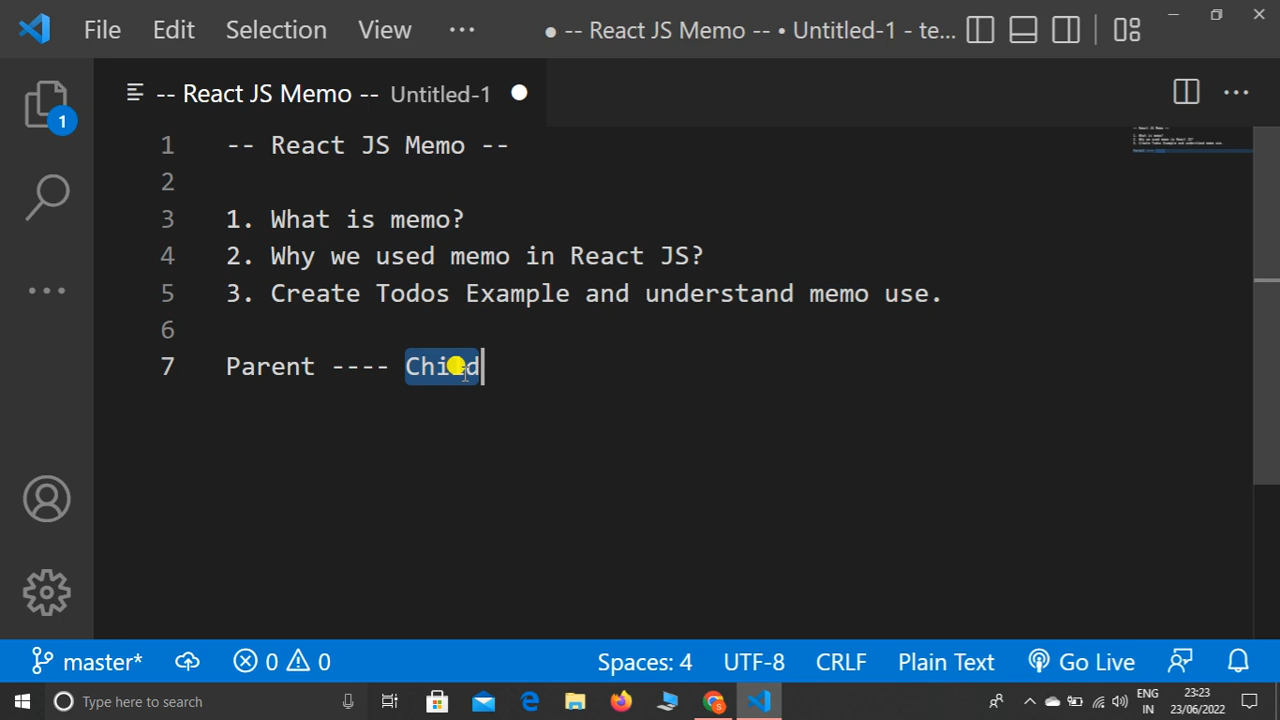 File Edit Selection View ··· ● -- React JS Memo -- • Untitled-1 - te...
-- React JS Memo -- Untitled-1 ●
1
1 -- React JS Memo --
2
3 1. What is memo?
4 2. Why we used memo in React JS?
5 3. Create Todos Example and understand memo use.
6
7 Parent ---- Child
master* 0 0 Spaces: 4 UTF-8 CRLF Plain Text Go Live
Type here to search ENG IN 23:23 23/06/2022